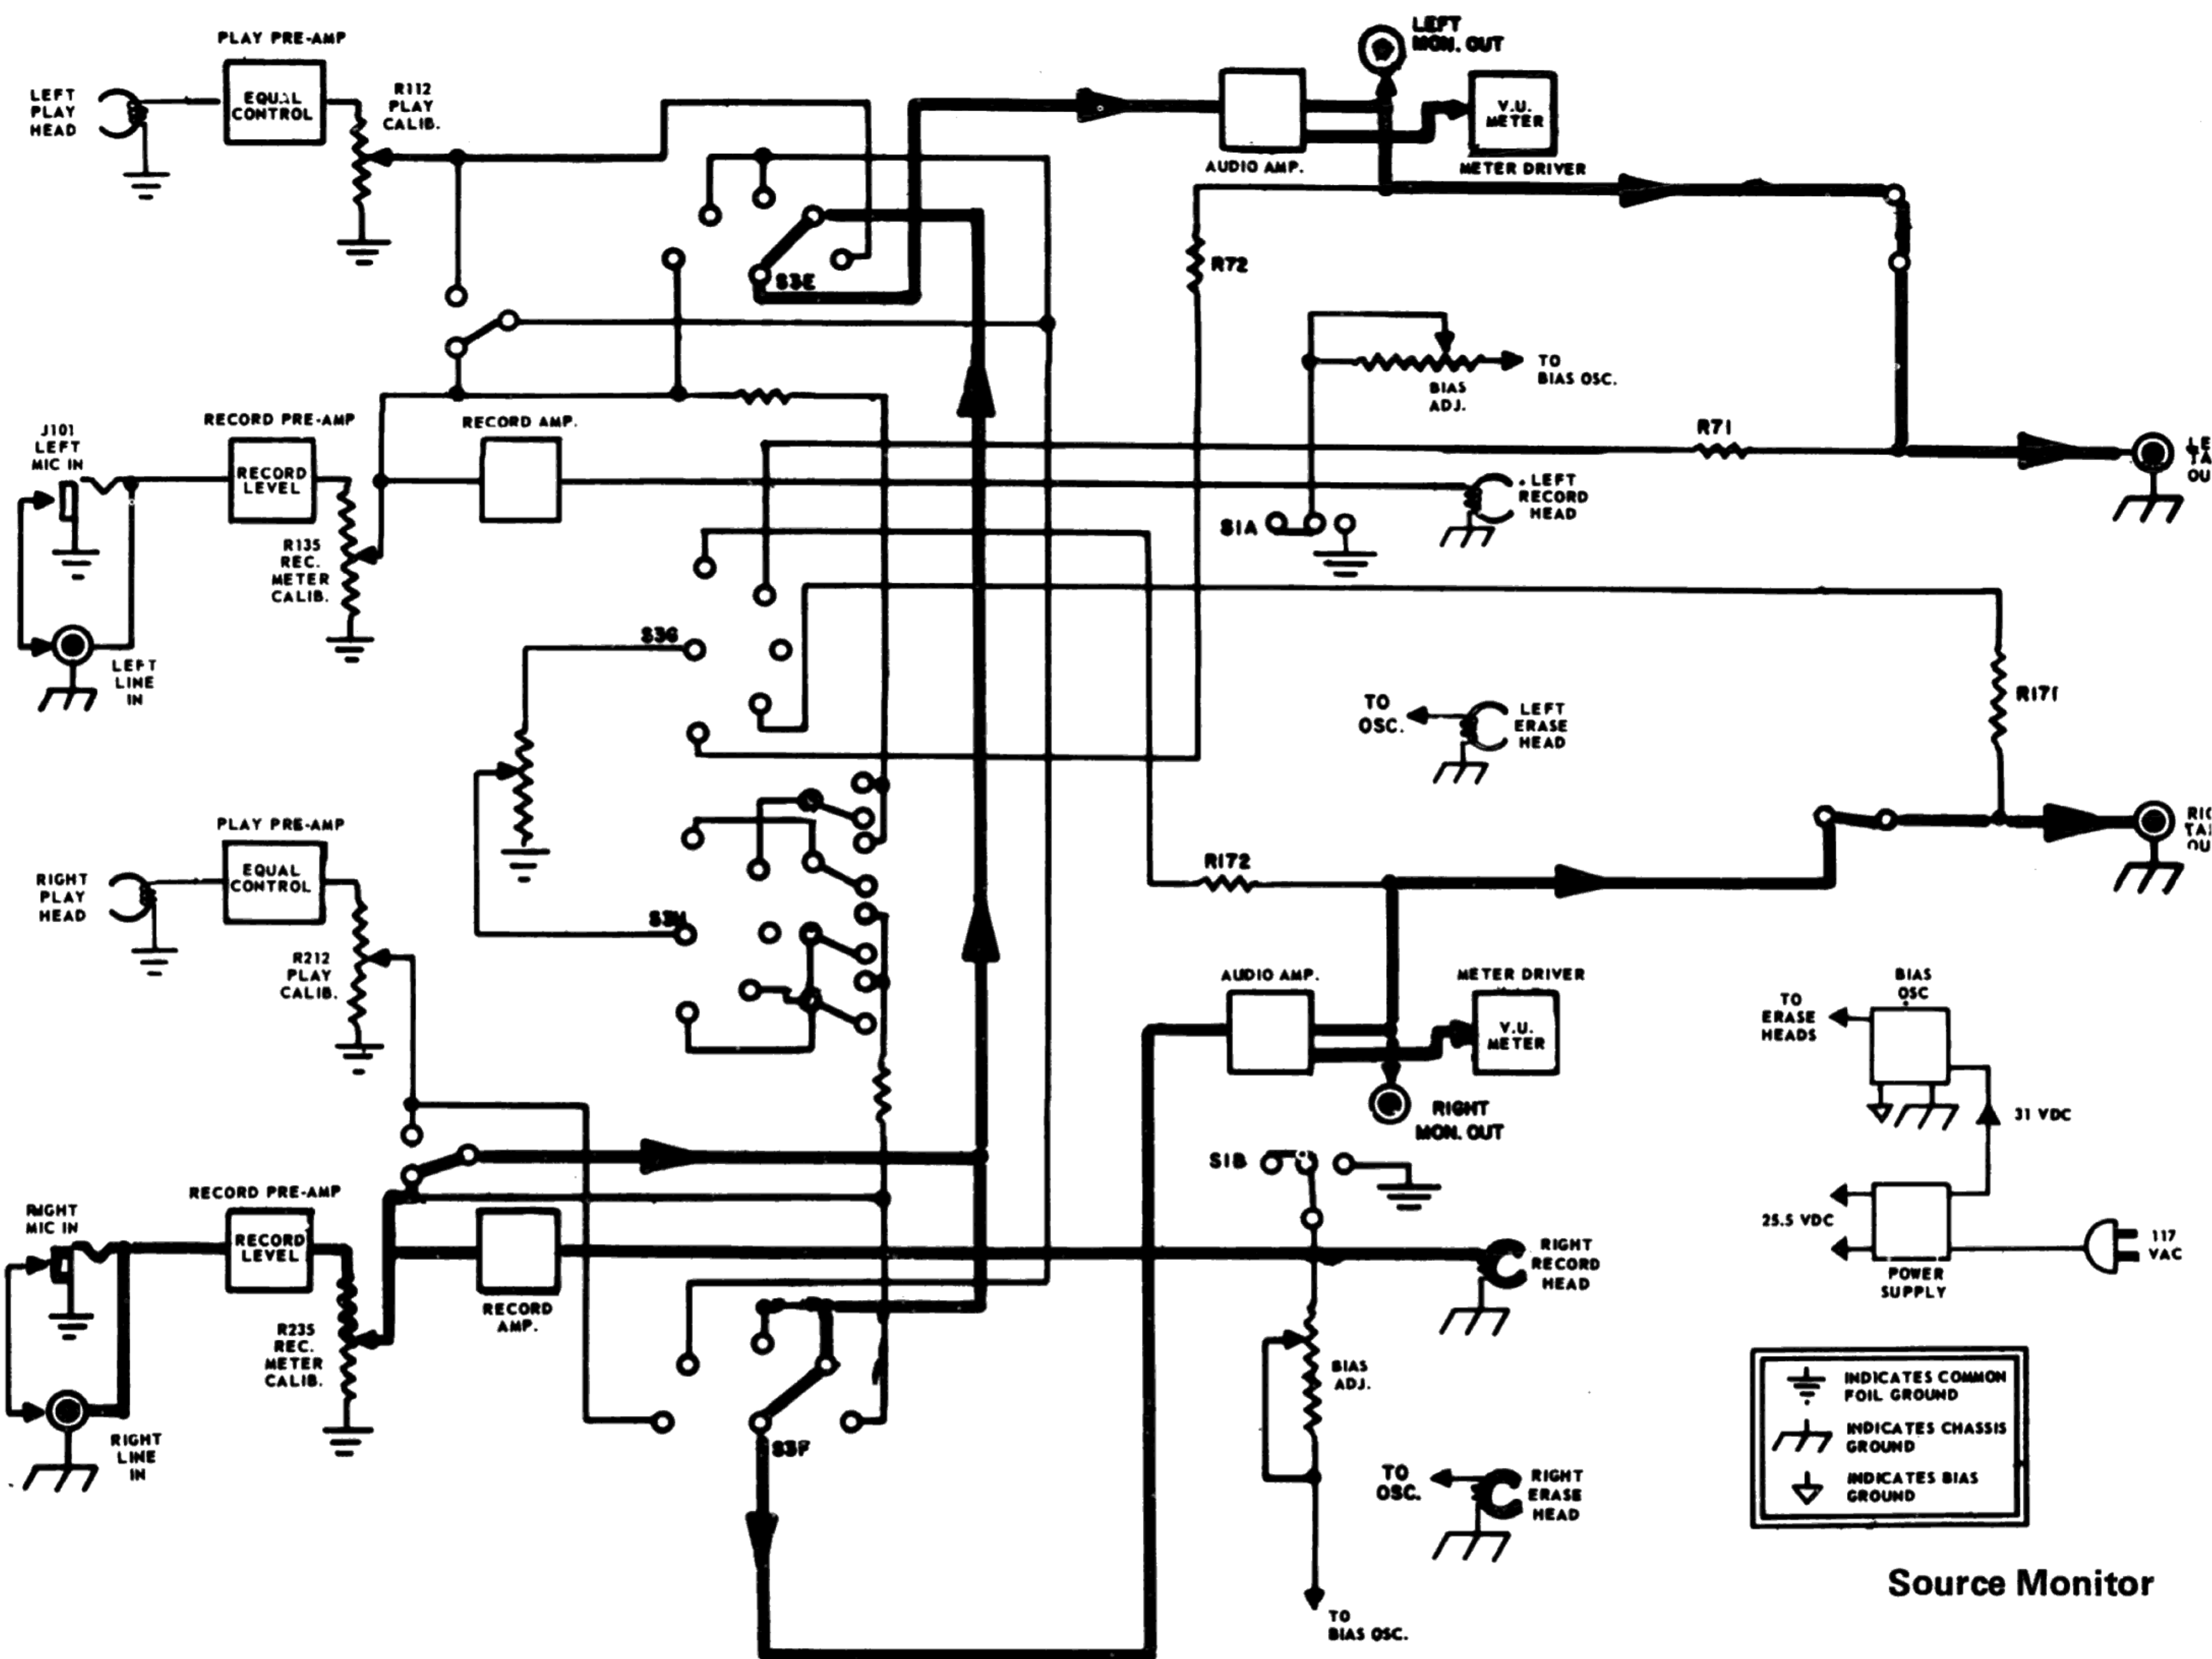 PLAY PRE-AMP
LEFT
PLAY
HEAD
EQUAL
CONTROL
R112
PLAY
CALIB.
LEFT
MON. OUT
AUDIO AMP.
V.U.
METER
METER DRIVER
S3E
R72
TO
BIAS OSC.
BIAS
ADJ.
J101
LEFT
MIC IN
RECORD PRE-AMP
RECORD
LEVEL
RECORD AMP.
R135
REC.
METER
CALIB.
LEFT
LINE
IN
R71
LEFT
RECORD
HEAD
S1A
S3G
R171
TO
OSC.
LEFT
ERASE
HEAD
PLAY PRE-AMP
RIGHT
PLAY
HEAD
EQUAL
CONTROL
R212
PLAY
CALIB.
S3H
R172
AUDIO AMP.
METER DRIVER
V.U.
METER
RIGHT
MON. OUT
BIAS
OSC
TO
ERASE
HEADS
31 VDC
25.5 VDC
POWER
SUPPLY
117
VAC
RIGHT
MIC IN
RECORD PRE-AMP
RECORD
LEVEL
RECORD
AMP.
R235
REC.
METER
CALIB.
RIGHT
LINE
IN
S1B
RIGHT
RECORD
HEAD
BIAS
ADJ.
S3F
TO
OSC.
RIGHT
ERASE
HEAD
TO
BIAS OSC.
INDICATES COMMON
FOIL GROUND
INDICATES CHASSIS
GROUND
INDICATES BIAS
GROUND
Source Monitor